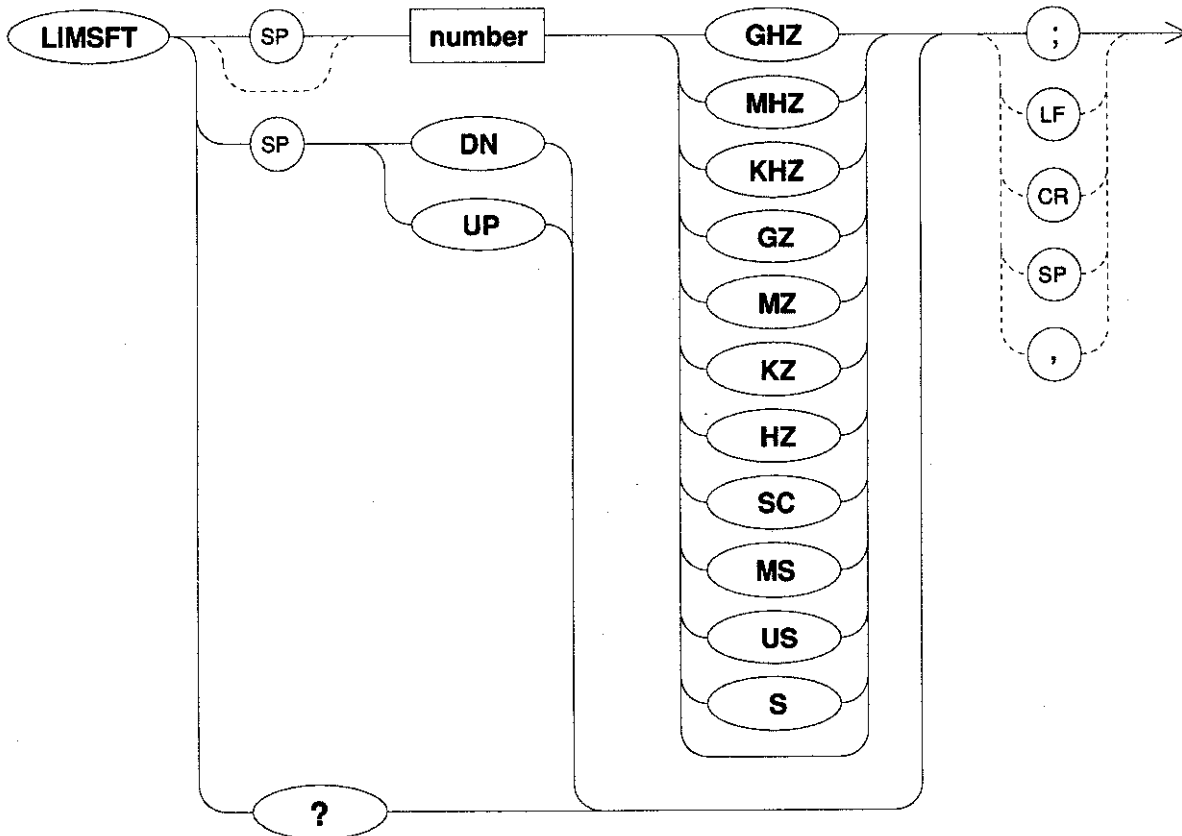 LIMSFT SP number GHZ ;
MHZ LF
SP DN
KHZ CR
UP
GZ SP
MZ
KZ ,
HZ
SC
MS
US
S
?